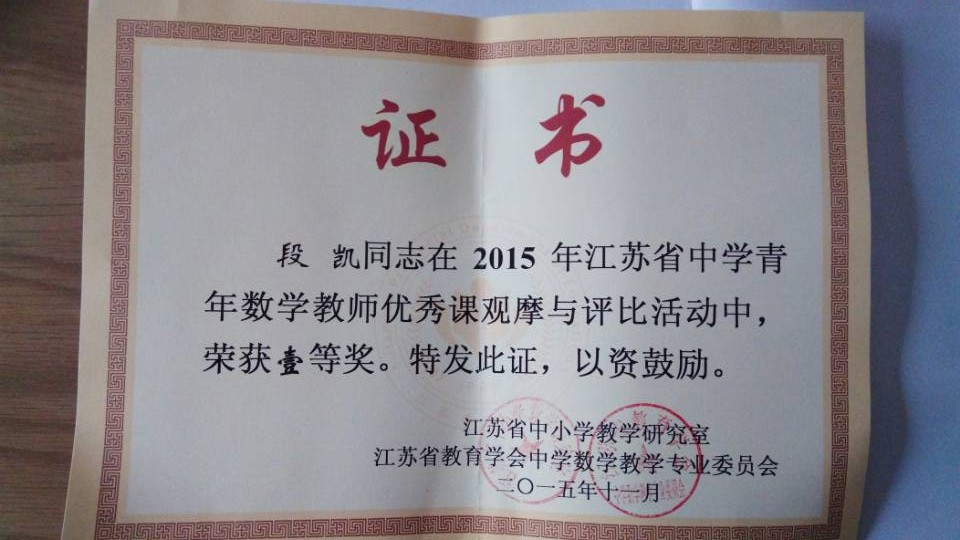 证 书
段 凯同志在 2015 年江苏省中学青
年数学教师优秀课观摩与评比活动中，
荣获壹等奖。特发此证，以资鼓励。
江苏省中小学教学研究室
江苏省教育学会中学数学教学专业委员会
二〇一五年十一月